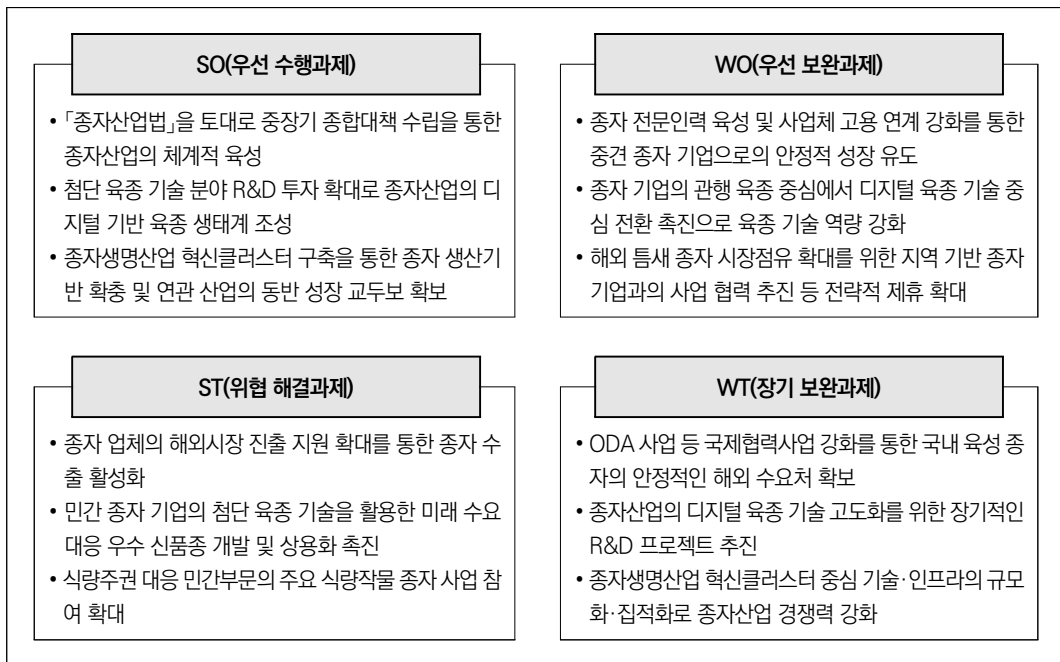 SO(우선 수행과제)
• 「종자산업법」을 토대로 중장기 종합대책 수립을 통한
종자산업의 체계적 육성
• 첨단 육종 기술 분야 R&D 투자 확대로 종자산업의 디
지털 기반 육종 생태계 조성
• 종자생명산업 혁신클러스터 구축을 통한 종자 생산기
반 확충 및 연관 산업의 동반 성장 교두보 확보
WO(우선 보완과제)
• 종자 전문인력 육성 및 사업체 고용 연계 강화를 통한
중견 종자 기업으로의 안정적 성장 유도
• 종자 기업의 관행 육종 중심에서 디지털 육종 기술 중
심 전환 촉진으로 육종 기술 역량 강화
• 해외 틈새 종자 시장점유 확대를 위한 지역 기반 종자
기업과의 사업 협력 추진 등 전략적 제휴 확대
ST(위협 해결과제)
• 종자 업체의 해외시장 진출 지원 확대를 통한 종자 수
출 활성화
• 민간 종자 기업의 첨단 육종 기술을 활용한 미래 수요
대응 우수 신품종 개발 및 상용화 촉진
• 식량주권 대응 민간부문의 주요 식량작물 종자 사업 참
여 확대
WT(장기 보완과제)
• ODA 사업 등 국제협력사업 강화를 통한 국내 육성 종
자의 안정적인 해외 수요처 확보
• 종자산업의 디지털 육종 기술 고도화를 위한 장기적인
R&D 프로젝트 추진
• 종자생명산업 혁신클러스터 중심 기술·인프라의 규모
화·집적화로 종자산업 경쟁력 강화